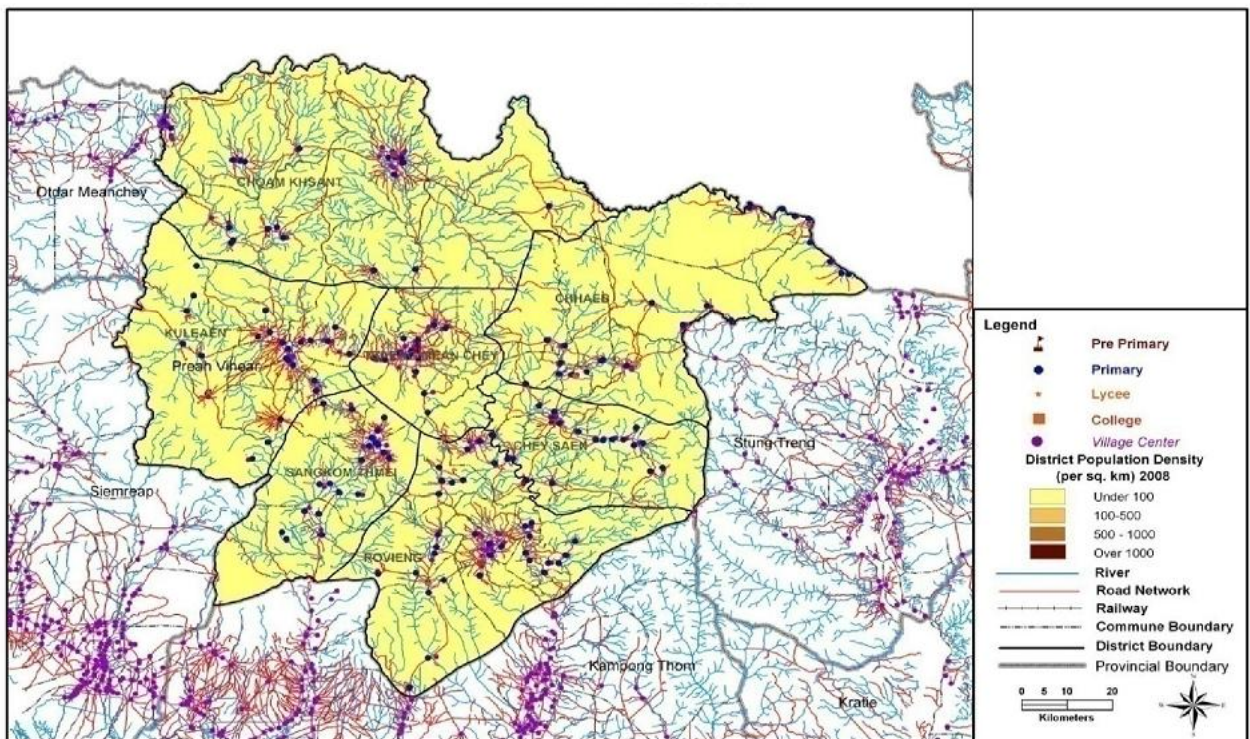 Otdar Meanchey
CHOAM KHSANT
CHHAEB
KULEAEN
Preah Vihear
CHEY SAEN
Stung Treng
SANGKOM THMEI
Siemreap
ROVIENG
Kampong Thom
Kratie
Legend
Pre Primary
Primary
Lycee
College
Village Center
District Population Density
(per sq. km) 2008
Under 100
100-500
500 - 1000
Over 1000
River
Road Network
Railway
Commune Boundary
District Boundary
Provincial Boundary
0 5 10 20
Kilometers